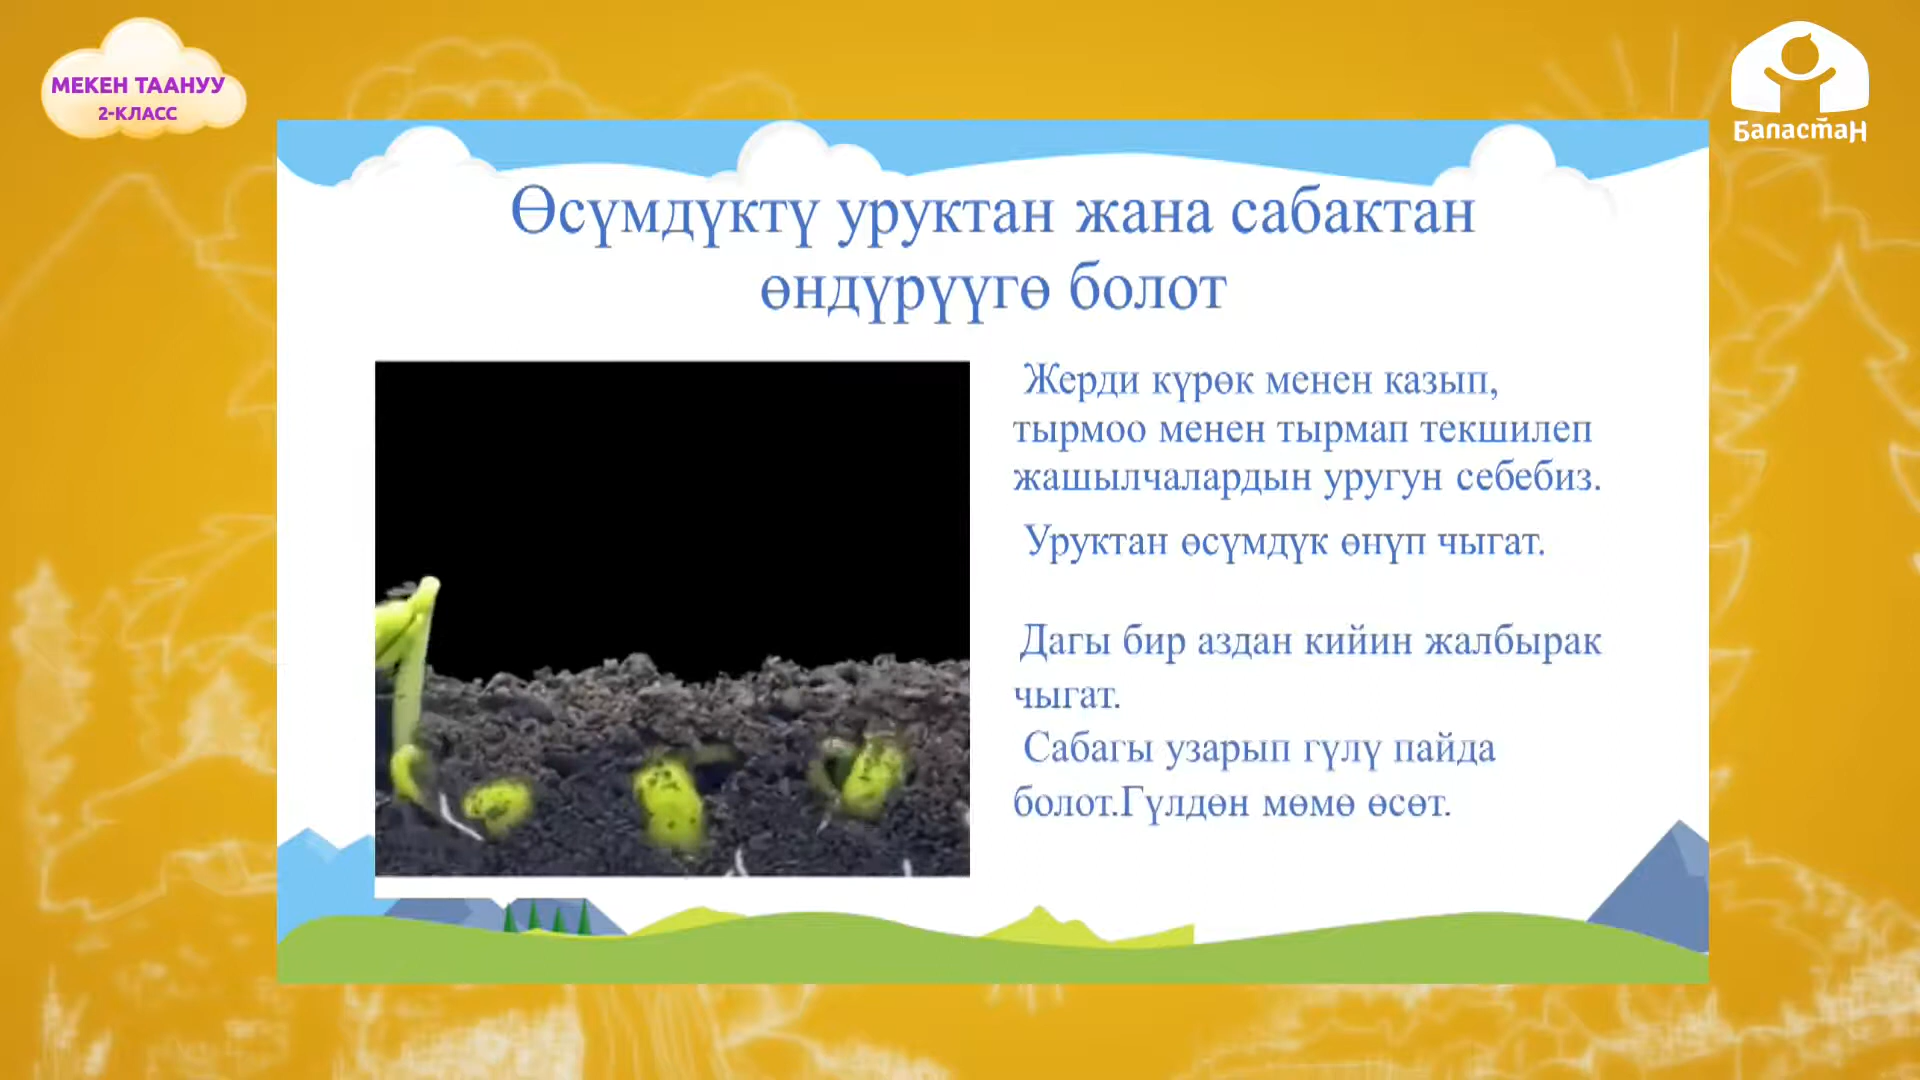 МЕКЕН ТААНУУ
2-КЛАСС
Баластан
Өсүмдүктү уруктан жана сабактан
өндүрүүгө болот
Жерди күрөк менен казып,
тырмоо менен тырмап текшилеп
жашылчалардын уругун себебиз.
Уруктан өсүмдүк өнүп чыгат.
Дагы бир аздан кийин жалбырак
чыгат.
Сабагы узарып гүлү пайда
болот.Гүлдөн мөмө өсөт.